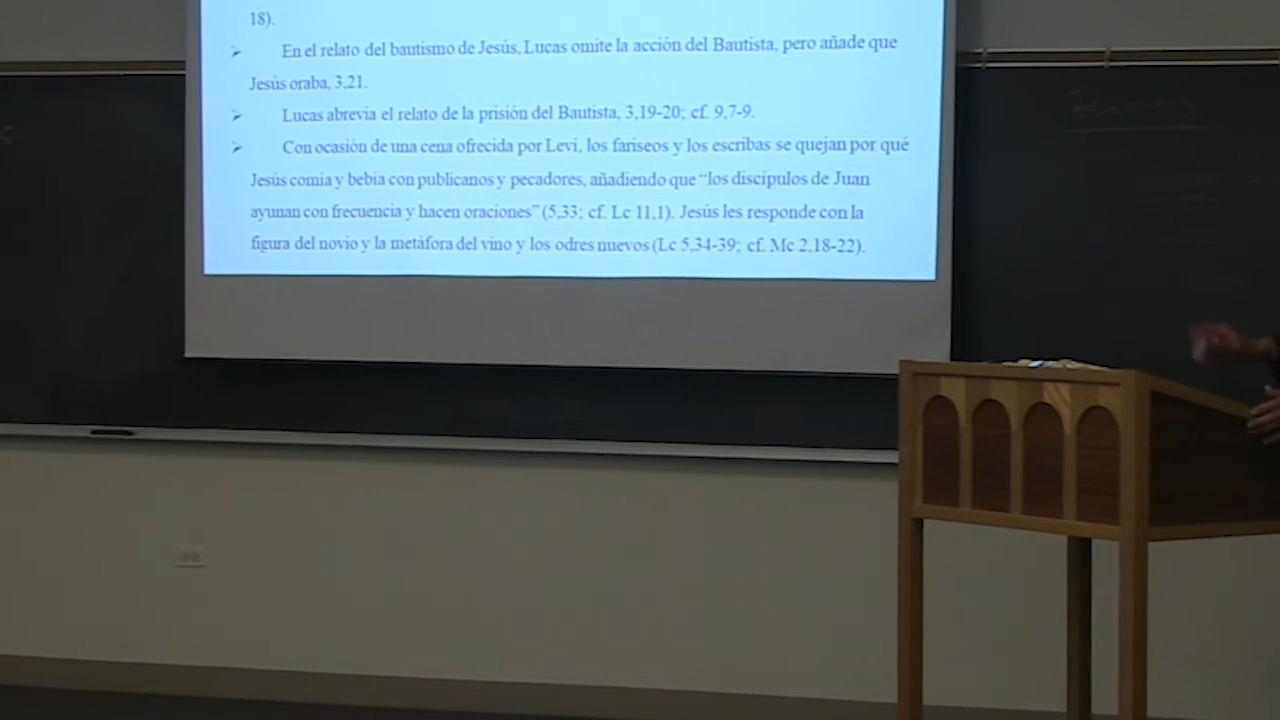 18).
➢ En el relato del bautismo de Jesús, Lucas omite la acción del Bautista, pero añade que
Jesús oraba, 3,21.
➢ Lucas abrevia el relato de la prisión del Bautista, 3,19-20; cf. 9,7-9.
➢ Con ocasión de una cena ofrecida por Leví, los fariseos y los escribas se quejan por qué
Jesús comía y bebía con publicanos y pecadores, añadiendo que “los discípulos de Juan
ayunan con frecuencia y hacen oraciones” (5,33; cf. Lc 11,1). Jesús les responde con la
figura del novio y la metáfora del vino y los odres nuevos (Lc 5,34-39; cf. Mc 2,18-22).